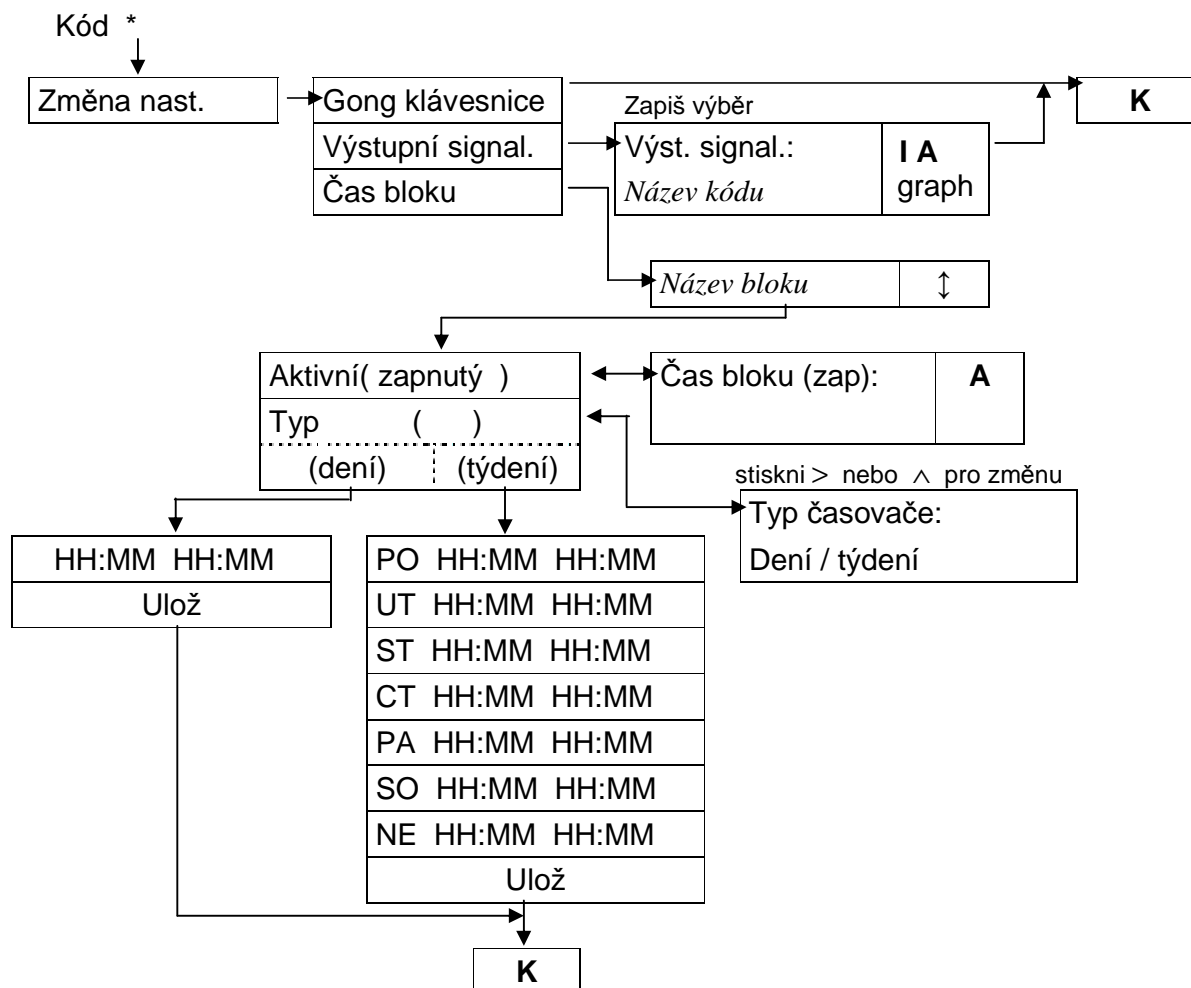 Kód *
Změna nast.
Gong klávesnice
Výstupní signal.
Čas bloku
Zapiš výběr
Výst. signal.:
Název kódu
I A
graph
K
Název bloku ↕
Aktivní( zapnutý )
Typ ( )
(dení) (týdení)
Čas bloku (zap): A
stiskni > nebo ∧ pro změnu
Typ časovače:
Dení / týdení
HH:MM HH:MM
Ulož
PO HH:MM HH:MM
UT HH:MM HH:MM
ST HH:MM HH:MM
CT HH:MM HH:MM
PA HH:MM HH:MM
SO HH:MM HH:MM
NE HH:MM HH:MM
Ulož
K